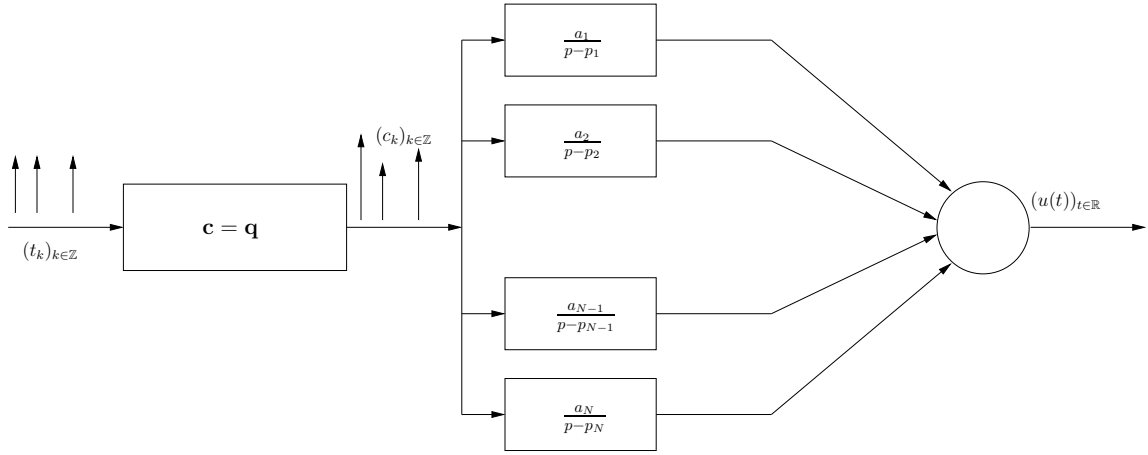 (t_k)_{k∈ℤ}
c = q
(c_k)_{k∈ℤ}
a_1/(p−p_1)
a_2/(p−p_2)
a_{N−1}/(p−p_{N−1})
a_N/(p−p_N)
(u(t))_{t∈ℝ}